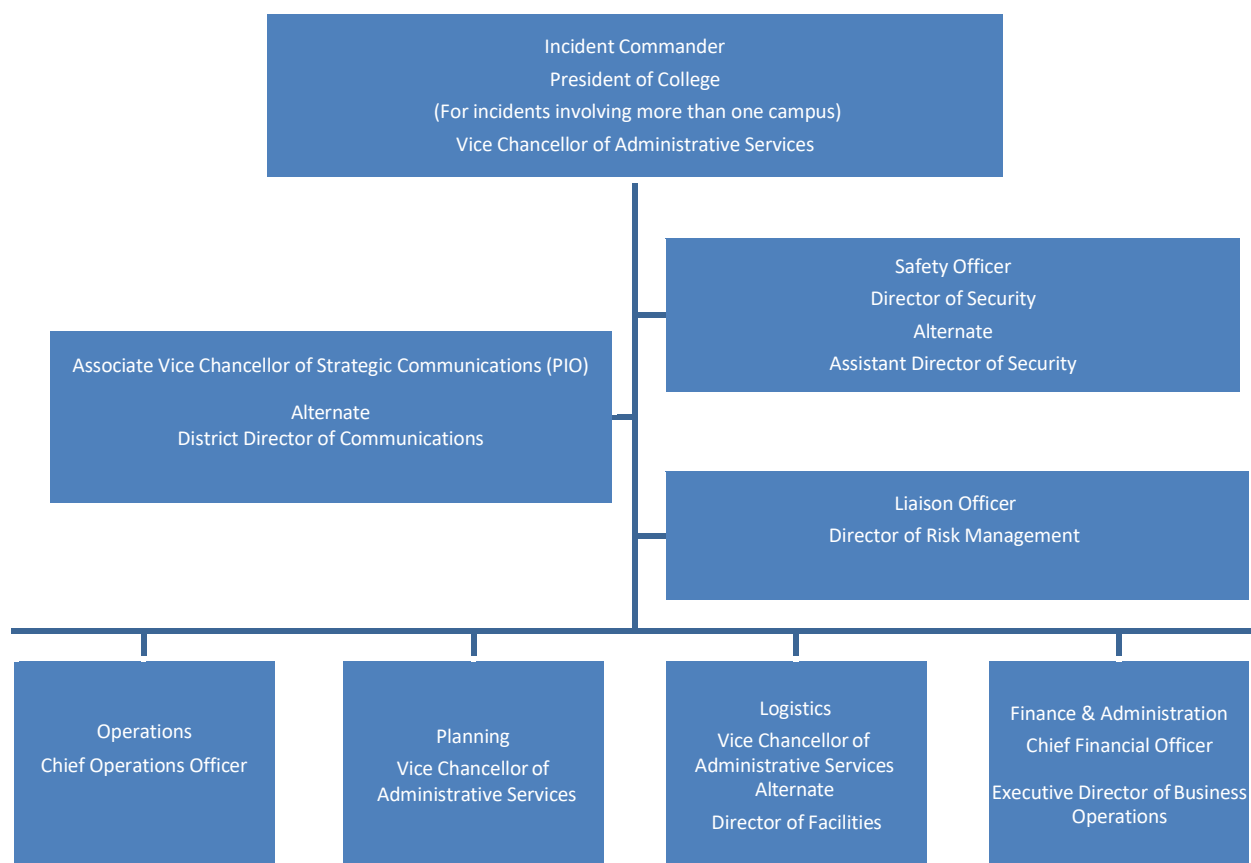 Incident Commander
President of College
(For incidents involving more than one campus)
Vice Chancellor of Administrative Services
Safety Officer
Director of Security
Alternate
Assistant Director of Security
Associate Vice Chancellor of Strategic Communications (PIO)
Alternate
District Director of Communications
Liaison Officer
Director of Risk Management
Operations
Chief Operations Officer
Planning
Vice Chancellor of
Administrative Services
Logistics
Vice Chancellor of
Administrative Services
Alternate
Director of Facilities
Finance & Administration
Chief Financial Officer
Executive Director of Business
Operations